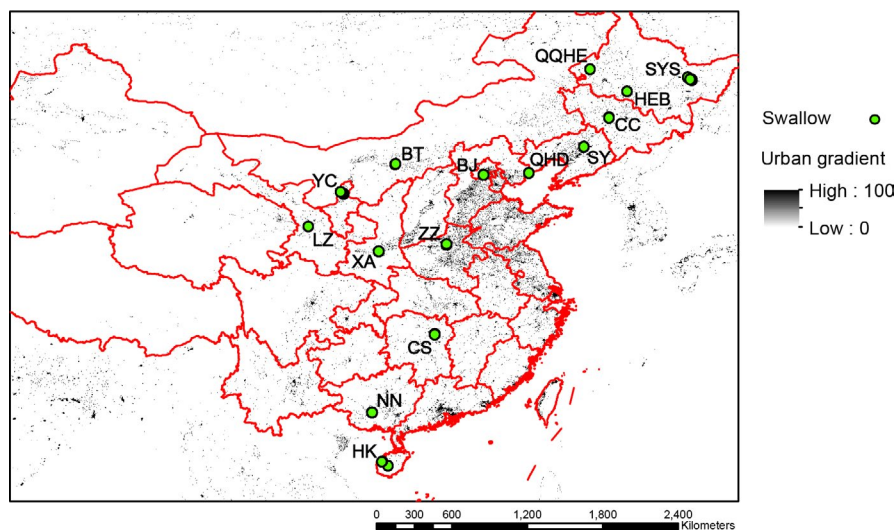 QQHE
SYS
HEB
CC
Swallow
BT
BJ
QHD
SY
Urban gradient
YC
High : 100
Low : 0
LZ
ZZ
XA
CS
NN
HK
0 300 600 1,200 1,800 2,400
Kilometers